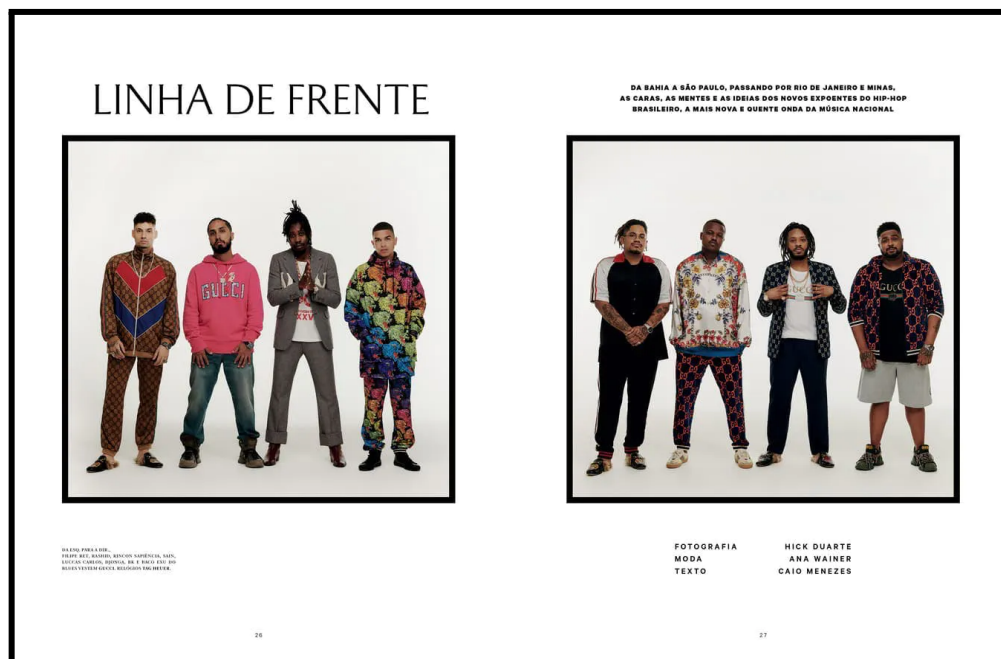 LINHA DE FRENTE
DA BAHIA A SÃO PAULO, PASSANDO POR RIO DE JANEIRO E MINAS,
AS CARAS, AS MENTES E AS IDEIAS DOS NOVOS EXPOENTES DO HIP-HOP
BRASILEIRO, A MAIS NOVA E QUENTE ONDA DA MÚSICA NACIONAL
GUCCI
XXV
GUCCI
GUCCI
DA ESQ. PARA A DIR.,
FILIPE RET, RASHID, RINCON SAPIÊNCIA, SAIN,
LUCCAS CARLOS, DJONGA, BK E BACO EXU DO
BLUES VESTEM GUCCI. RELÓGIOS TAG HEUER.
FOTOGRAFIA HICK DUARTE
MODA ANA WAINER
TEXTO CAIO MENEZES
26
27